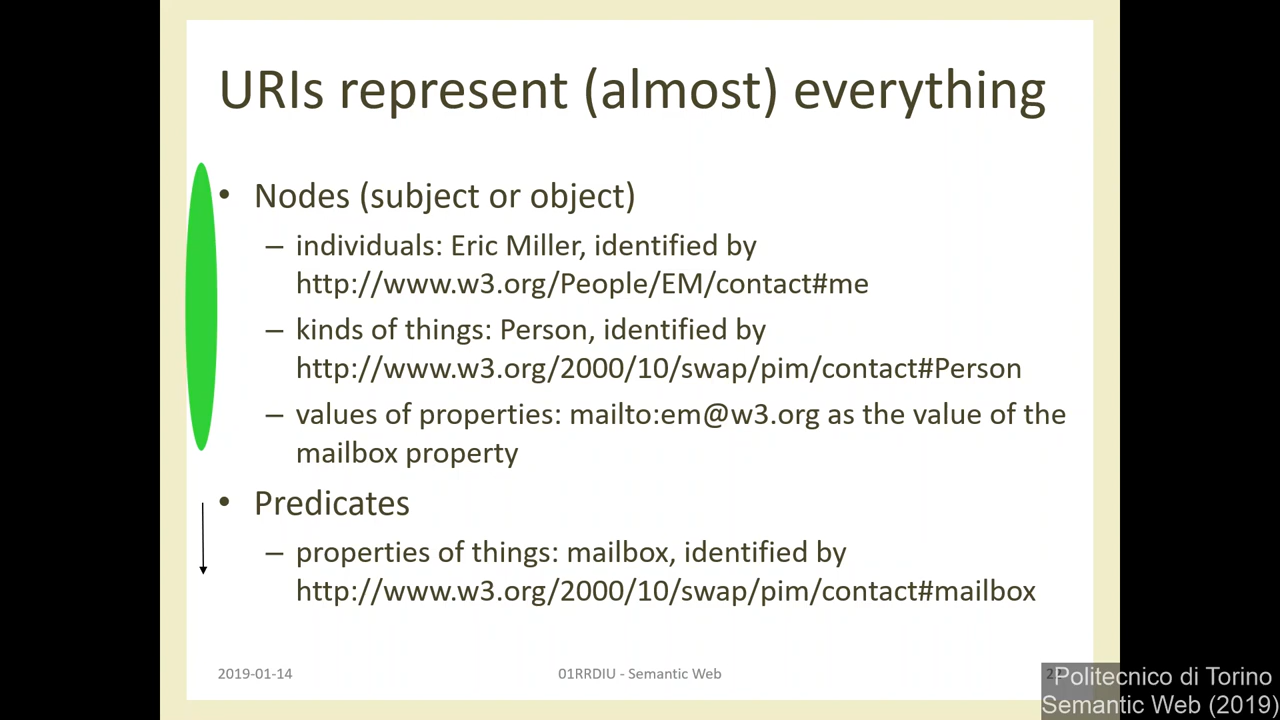 URIs represent (almost) everything
• Nodes (subject or object)
– individuals: Eric Miller, identified by
http://www.w3.org/People/EM/contact#me
– kinds of things: Person, identified by
http://www.w3.org/2000/10/swap/pim/contact#Person
– values of properties: mailto:em@w3.org as the value of the
mailbox property
• Predicates
– properties of things: mailbox, identified by
http://www.w3.org/2000/10/swap/pim/contact#mailbox
2019-01-14
01RRDIU - Semantic Web
Politecnico di Torino
Semantic Web (2019)